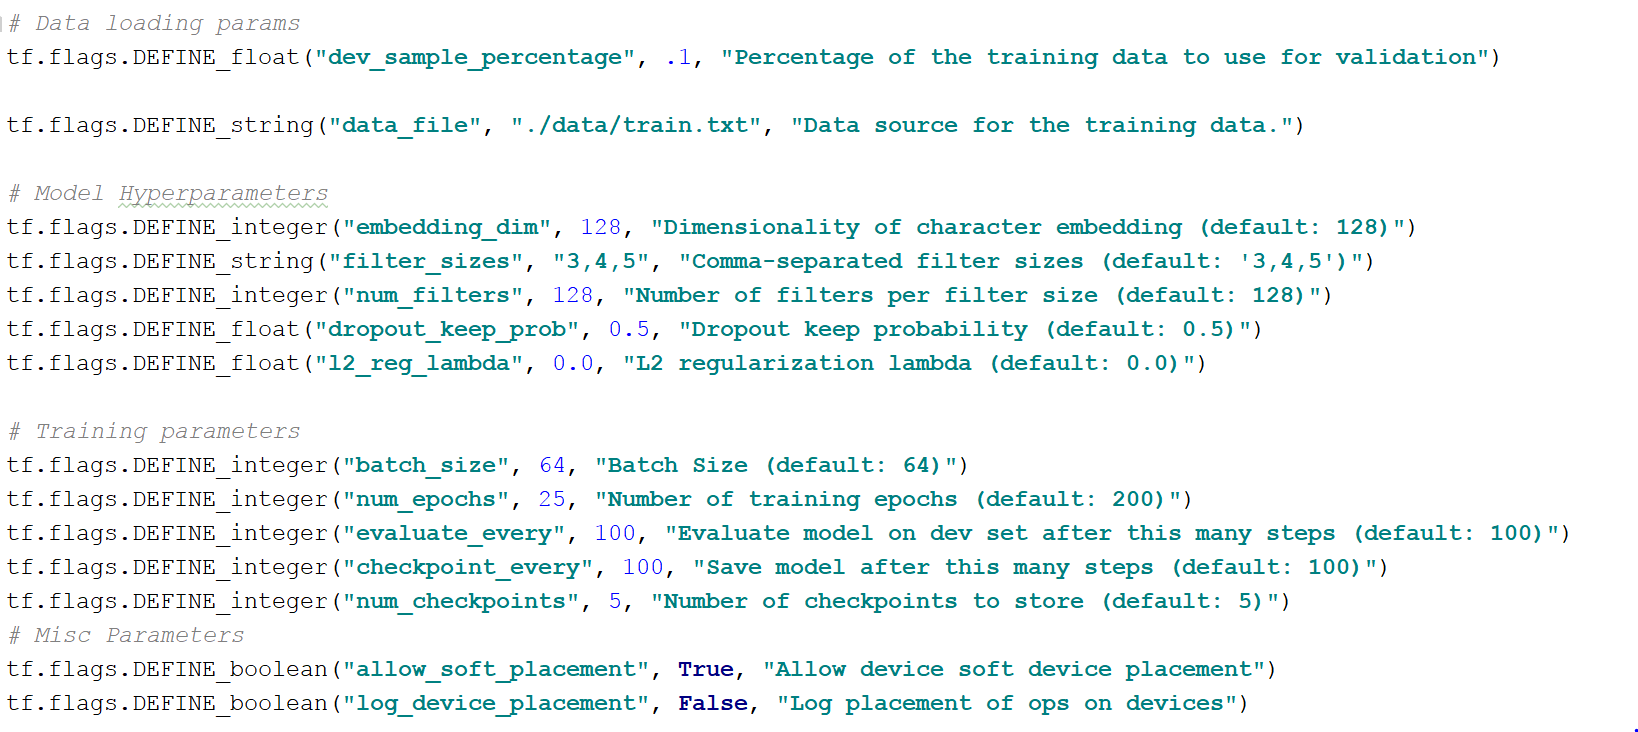 # Data loading params
tf.flags.DEFINE_float("dev_sample_percentage", .1, "Percentage of the training data to use for validation")
tf.flags.DEFINE_string("data_file", "./data/train.txt", "Data source for the training data.")
# Model Hyperparameters
tf.flags.DEFINE_integer("embedding_dim", 128, "Dimensionality of character embedding (default: 128)")
tf.flags.DEFINE_string("filter_sizes", "3,4,5", "Comma-separated filter sizes (default: '3,4,5')")
tf.flags.DEFINE_integer("num_filters", 128, "Number of filters per filter size (default: 128)")
tf.flags.DEFINE_float("dropout_keep_prob", 0.5, "Dropout keep probability (default: 0.5)")
tf.flags.DEFINE_float("l2_reg_lambda", 0.0, "L2 regularization lambda (default: 0.0)")
# Training parameters
tf.flags.DEFINE_integer("batch_size", 64, "Batch Size (default: 64)")
tf.flags.DEFINE_integer("num_epochs", 25, "Number of training epochs (default: 200)")
tf.flags.DEFINE_integer("evaluate_every", 100, "Evaluate model on dev set after this many steps (default: 100)")
tf.flags.DEFINE_integer("checkpoint_every", 100, "Save model after this many steps (default: 100)")
tf.flags.DEFINE_integer("num_checkpoints", 5, "Number of checkpoints to store (default: 5)")
# Misc Parameters
tf.flags.DEFINE_boolean("allow_soft_placement", True, "Allow device soft device placement")
tf.flags.DEFINE_boolean("log_device_placement", False, "Log placement of ops on devices")